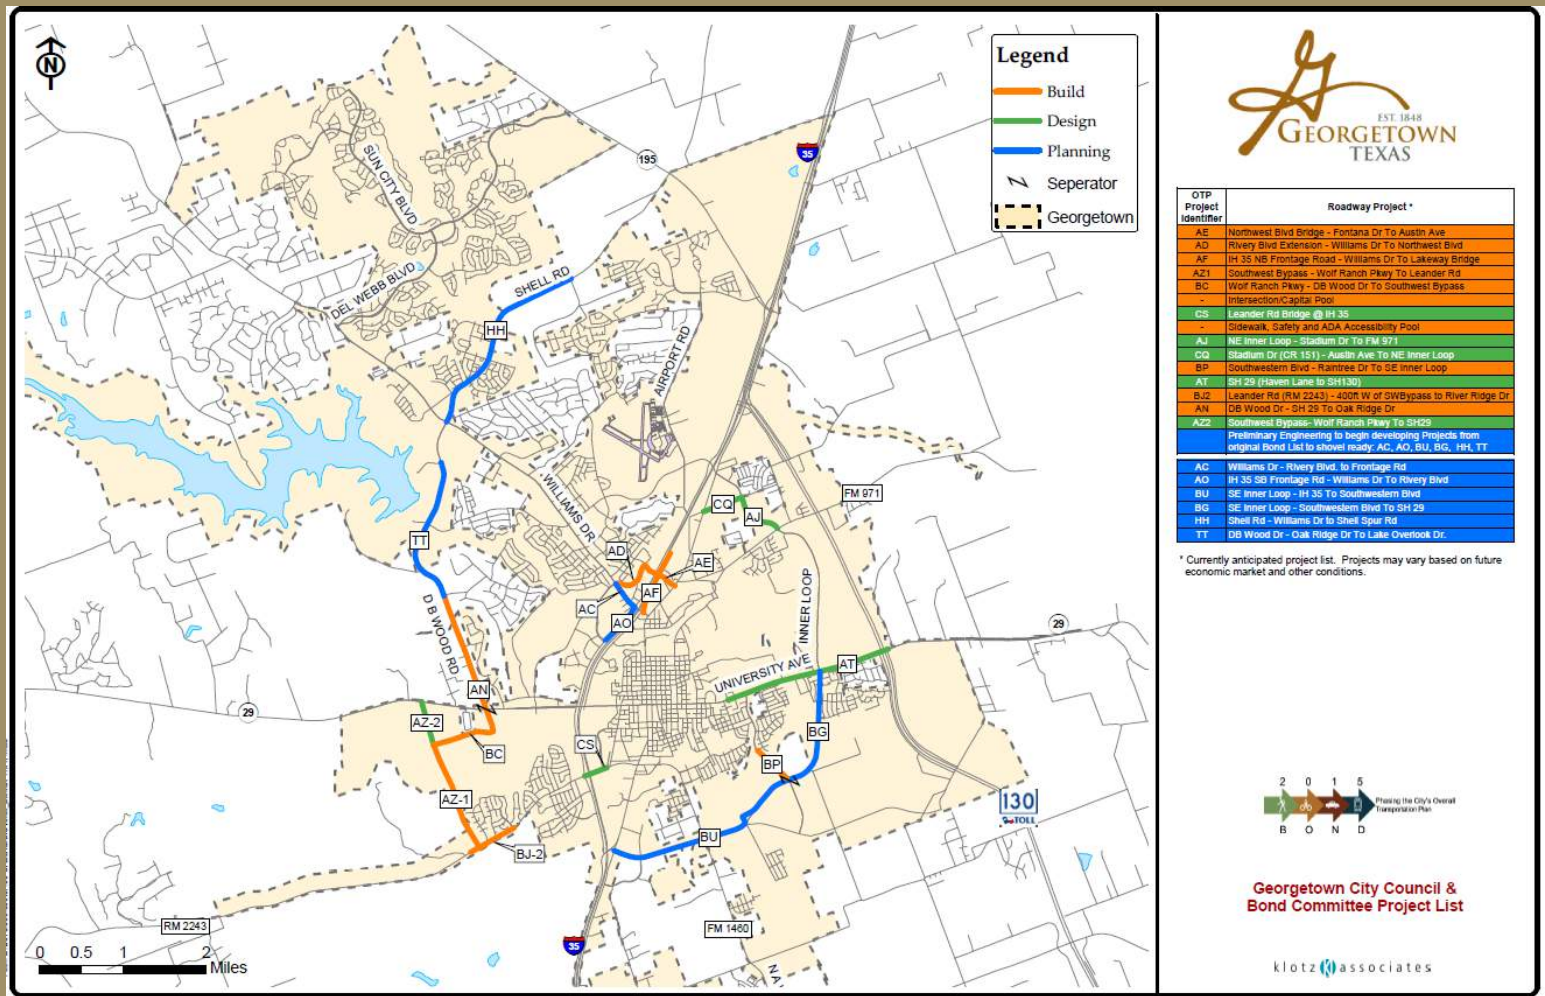 N
Legend
Build
Design
Planning
Seperator
Georgetown
35
195
SUN CITY BLVD
DEL WEBB BLVD
SHELL RD
HH
AIRPORT RD
WILLIAMS DR
FM 971
CQ
AJ
TT
AD
AE
AF
AC
AO
INNER LOOP
D B WOOD RD
29
UNIVERSITY AVE
AT
AN
29
AZ-2
BC
CS
BG
BP
AZ-1
130
TOLL
BU
BJ-2
RM 2243
FM 1460
35
0 0.5 1 2
Miles
EST. 1848
GEORGETOWN
TEXAS
OTP Project Identifier Roadway Project *
AE Northwest Blvd Bridge - Fontana Dr To Austin Ave
AD Rivery Blvd Extension - Williams Dr To Northwest Blvd
AF IH 35 NB Frontage Road - Williams Dr To Lakeway Bridge
AZ1 Southwest Bypass - Wolf Ranch Pkwy To Leander Rd
BC Wolf Ranch Pkwy - DB Wood Dr To Southwest Bypass
- Intersection/Capital Pool
CS Leander Rd Bridge @ IH 35
- Sidewalk, Safety and ADA Accessibility Pool
AJ NE Inner Loop - Stadium Dr To FM 971
CQ Stadium Dr (CR 151) - Austin Ave To NE Inner Loop
BP Southwestern Blvd - Raintree Dr To SE Inner Loop
AT SH 29 (Haven Lane to SH130)
BJ2 Leander Rd (RM 2243) - 400ft W of SWBypass to River Ridge Dr
AN DB Wood Dr - SH 29 To Oak Ridge Dr
AZ2 Southwest Bypass- Wolf Ranch Pkwy To SH29
Preliminary Engineering to begin developing Projects from
original Bond List to shovel ready: AC, AO, BU, BG, HH, TT
AC Williams Dr - Rivery Blvd. to Frontage Rd
AO IH 35 SB Frontage Rd - Williams Dr To Rivery Blvd
BU SE Inner Loop - IH 35 To Southwestern Blvd
BG SE Inner Loop - Southwestern Blvd To SH 29
HH Shell Rd - Williams Dr to Shell Spur Rd
TT DB Wood Dr - Oak Ridge Dr To Lake Overlook Dr.
* Currently anticipated project list. Projects may vary based on future
economic market and other conditions.
2 0 1 5
Phasing the City's Overall
Transportation Plan
B O N D
Georgetown City Council &
Bond Committee Project List
klotz associates